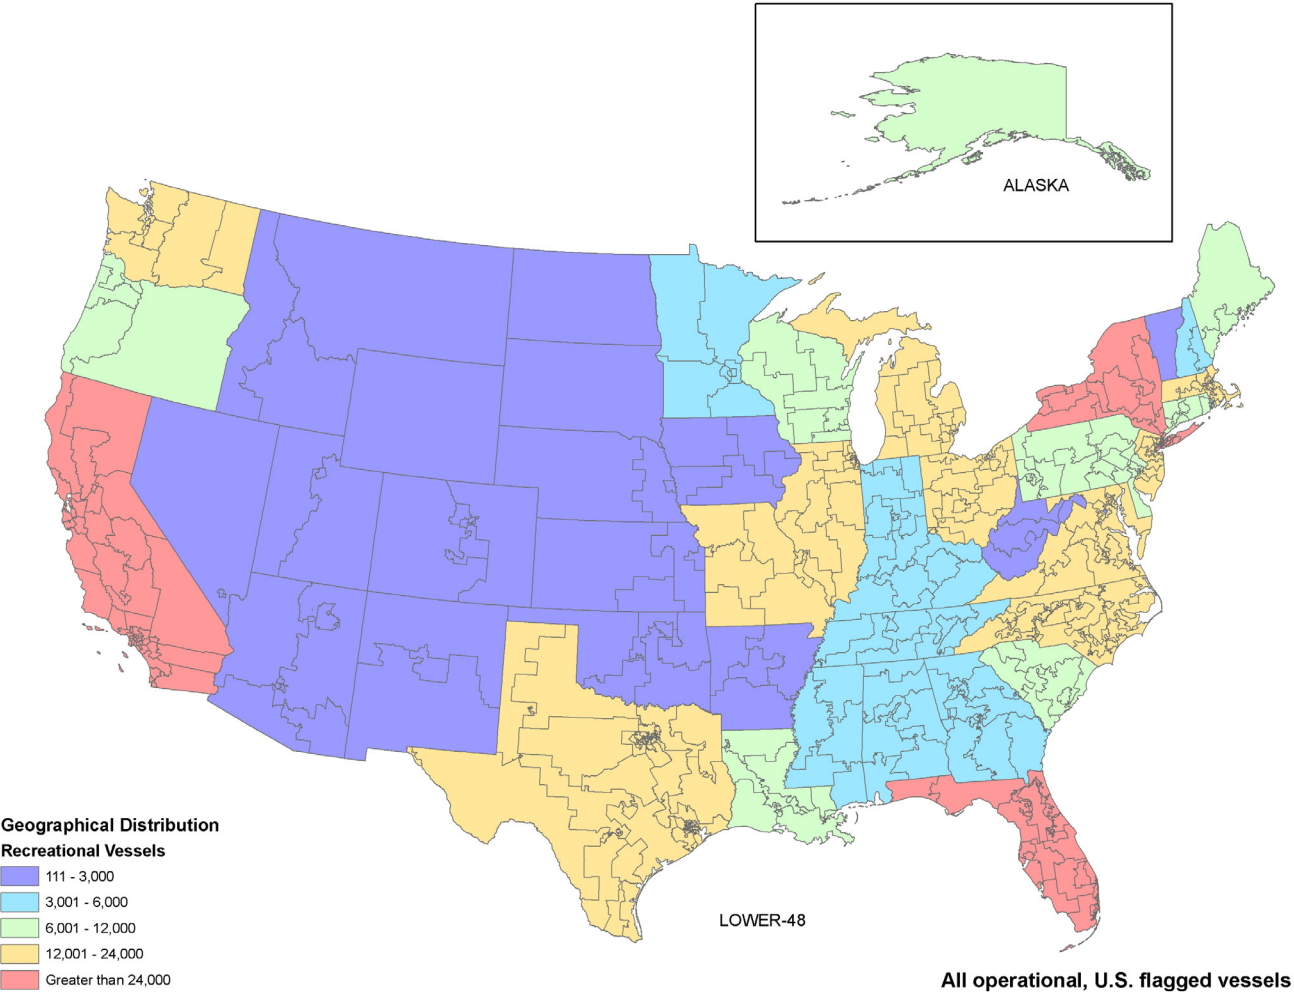 ALASKA
Geographical Distribution
Recreational Vessels
111 - 3,000
3,001 - 6,000
6,001 - 12,000
12,001 - 24,000
Greater than 24,000
LOWER-48
All operational, U.S. flagged vessels